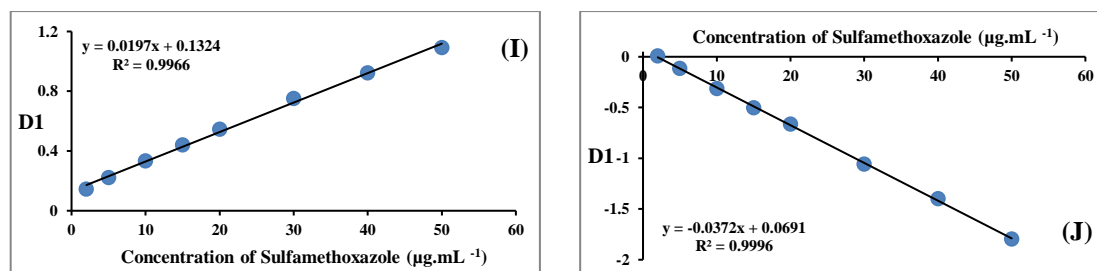 y = 0.0197x + 0.1324
R² = 0.9966
(I)
1.2
0.8
D1
0.4
0
0 10 20 30 40 50 60
Concentration of Sulfamethoxazole (µg.mL -1)
Concentration of Sulfamethoxazole (µg.mL -1)
0
0 10 20 30 40 50 60
-0.5
D1
-1
-1.5
-2
y = -0.0372x + 0.0691
R² = 0.9996
(J)